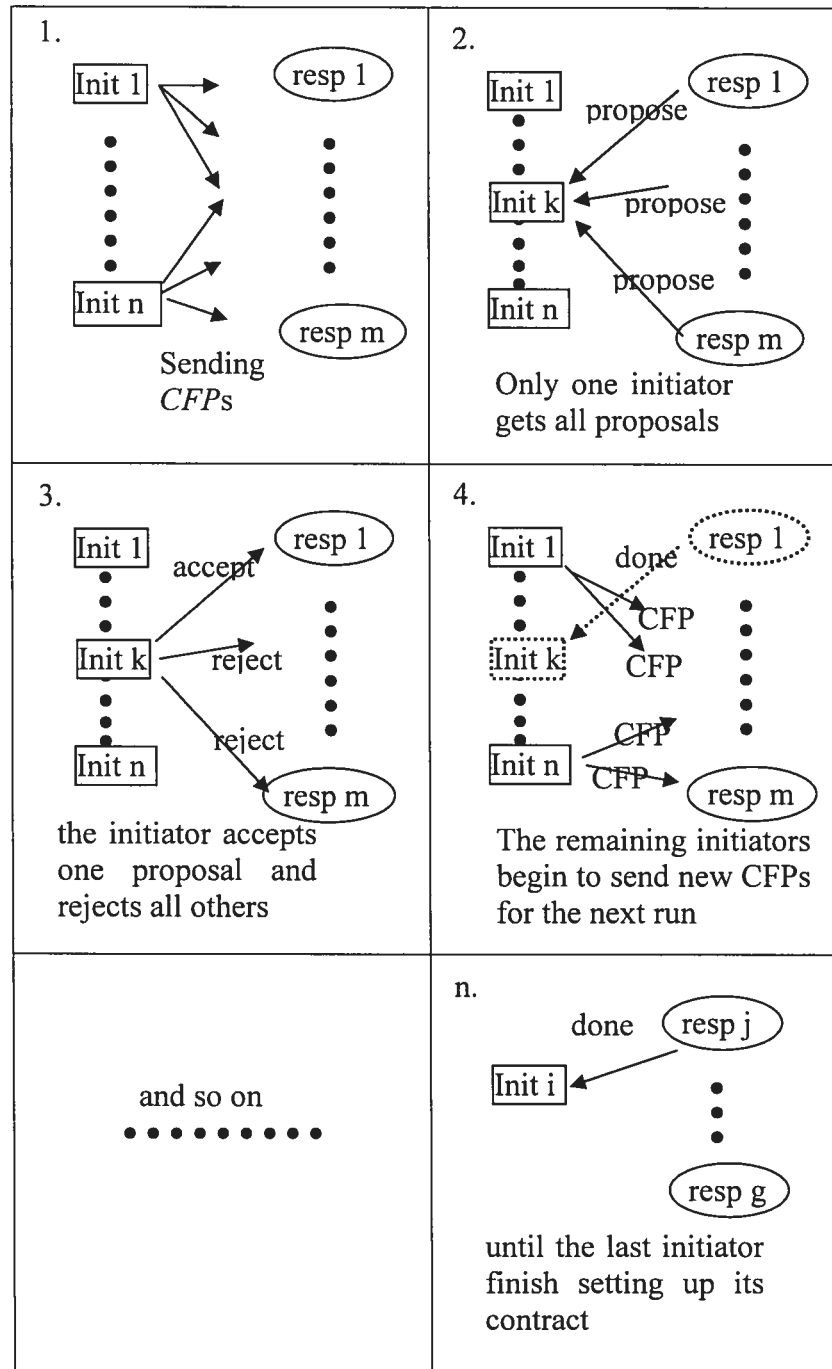 1.
Init 1
resp 1
Init n
resp m
Sending
CFPs
2.
Init 1
resp 1
propose
Init k
propose
propose
Init n
resp m
Only one initiator
gets all proposals
3.
Init 1
resp 1
accept
Init k
reject
reject
Init n
resp m
the initiator accepts
one proposal and
rejects all others
4.
Init 1
resp 1
done
CFP
Init k
CFP
CFP
Init n
CFP
resp m
The remaining initiators
begin to send new CFPs
for the next run
and so on
n.
done
resp j
Init i
resp g
until the last initiator
finish setting up its
contract